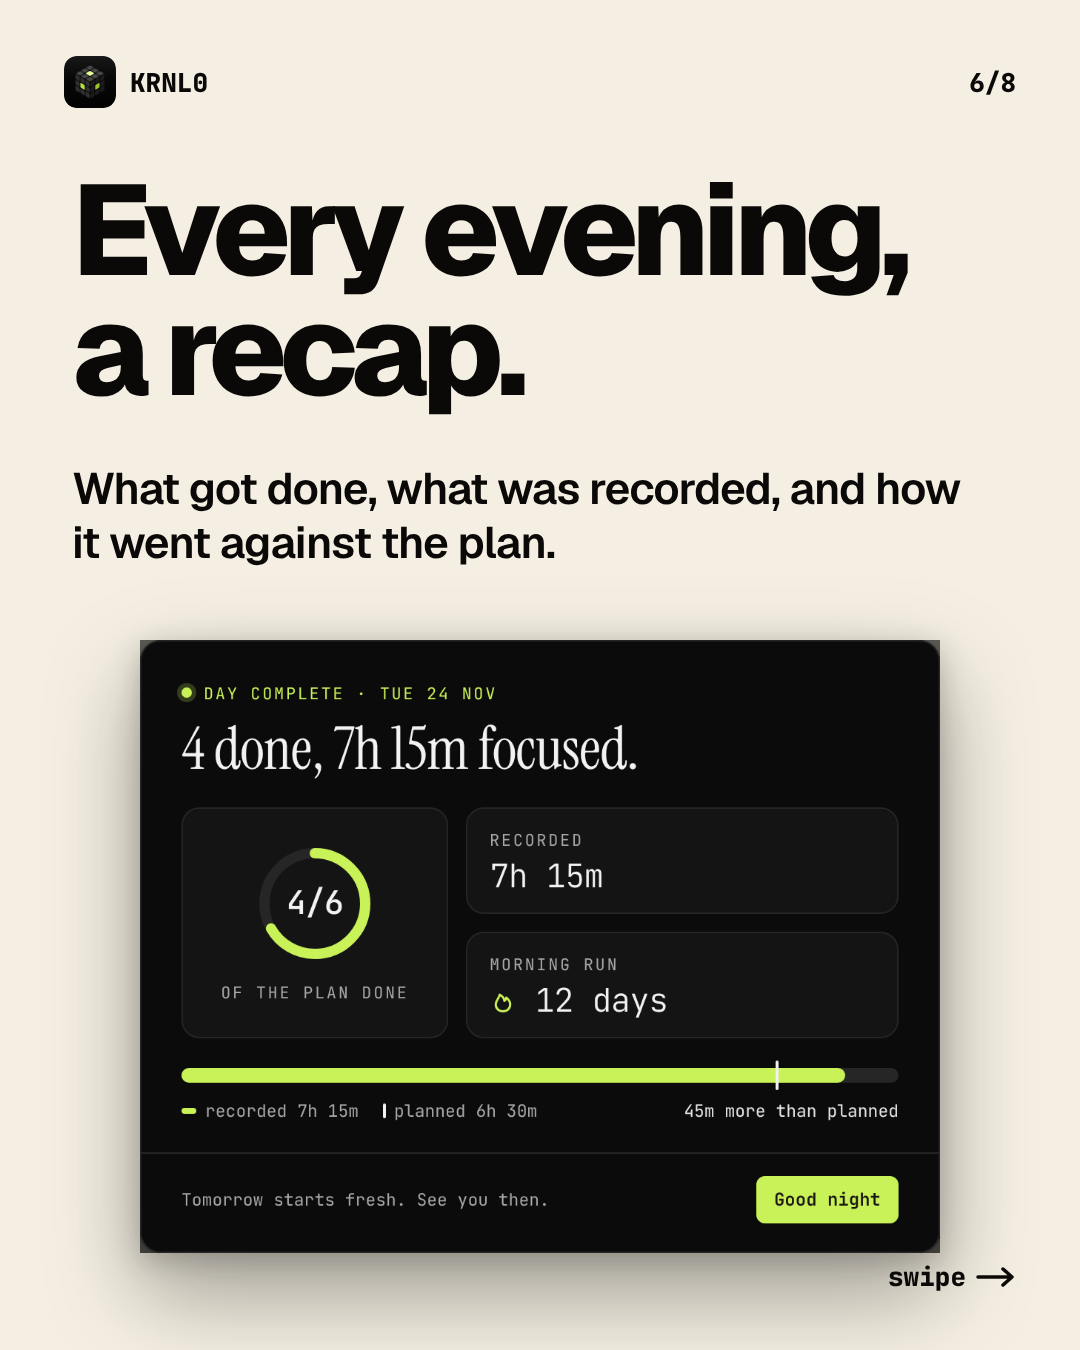 KRNL0
6/8
Every evening,
a recap.
What got done, what was recorded, and how
it went against the plan.
DAY COMPLETE · TUE 24 NOV
4 done, 7h 15m focused.
4/6
OF THE PLAN DONE
RECORDED
7h 15m
MORNING RUN
12 days
recorded 7h 15m
planned 6h 30m
45m more than planned
Tomorrow starts fresh. See you then.
Good night
swipe →